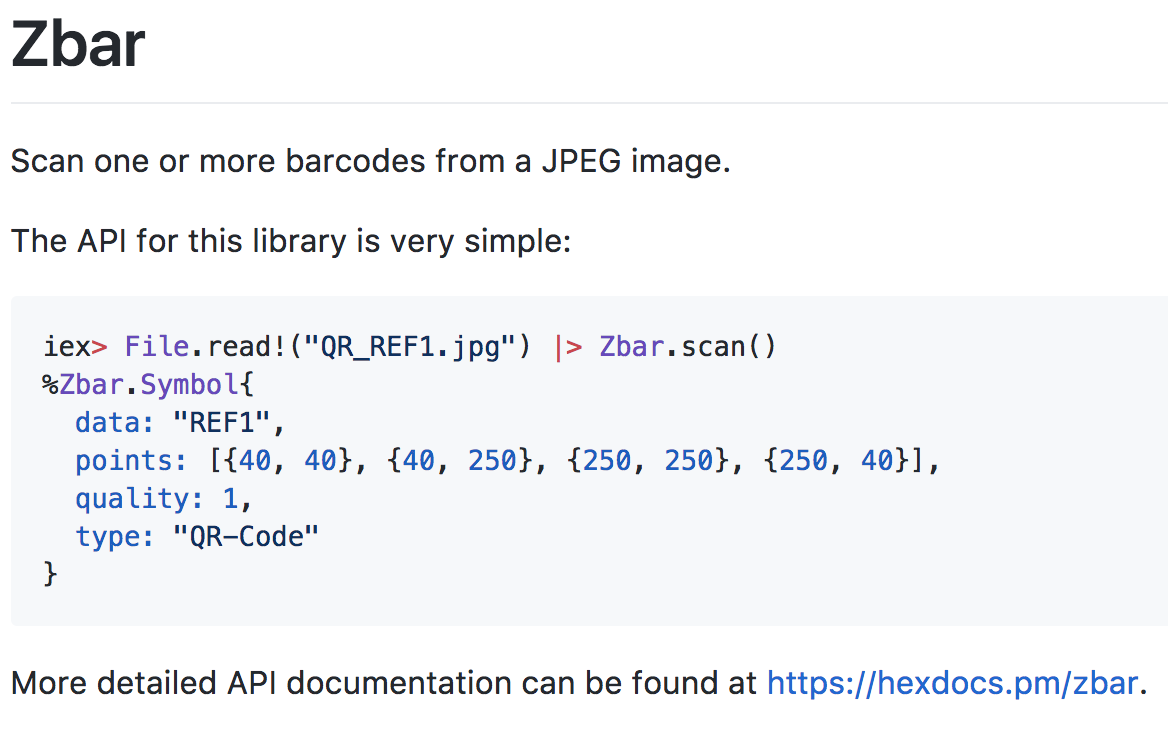 Zbar
Scan one or more barcodes from a JPEG image.
The API for this library is very simple:
iex> File.read!("QR_REF1.jpg") |> Zbar.scan()
%Zbar.Symbol{
  data: "REF1",
  points: [{40, 40}, {40, 250}, {250, 250}, {250, 40}],
  quality: 1,
  type: "QR-Code"
}
More detailed API documentation can be found at https://hexdocs.pm/zbar.